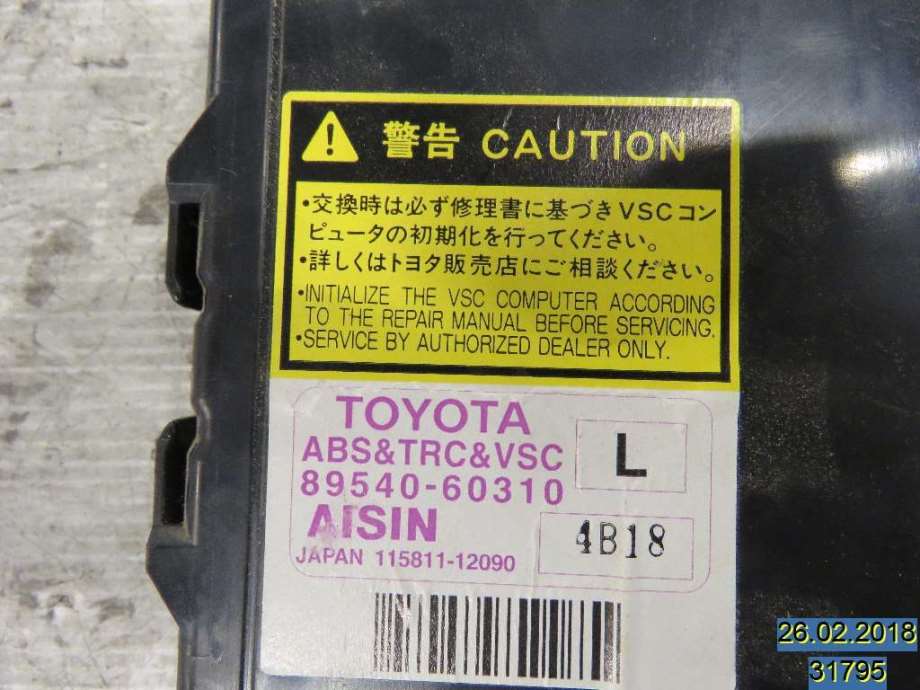 警告 CAUTION
•交換時は必ず修理書に基づきVSCコン
ピュータの初期化を行ってください。
•詳しくはトヨタ販売店にご相談ください。
•INITIALIZE THE VSC COMPUTER ACCORDING
TO THE REPAIR MANUAL BEFORE SERVICING.
•SERVICE BY AUTHORIZED DEALER ONLY.
TOYOTA
ABS&TRC&VSC
L
89540-60310
AISIN
4B18
JAPAN 115811-12090
26.02.2018
31795